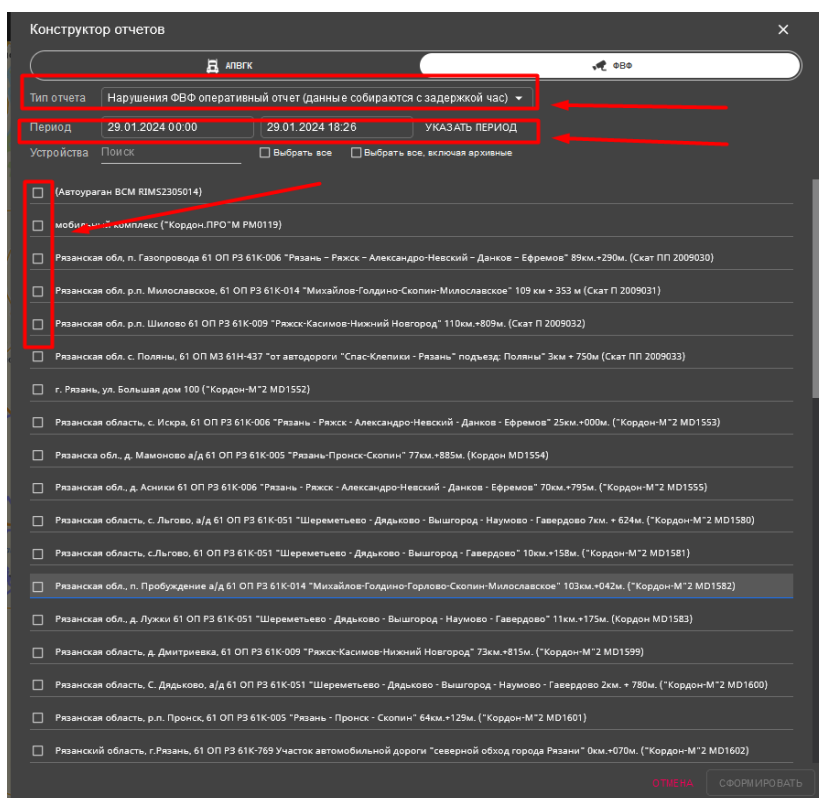 Конструктор отчетов
АПВГК
ФВФ
Тип отчета Нарушения ФВФ оперативный отчет (данные собираются с задержкой час)
Период 29.01.2024 00:00 29.01.2024 18:26 УКАЗАТЬ ПЕРИОД
Устройства Поиск Выбрать все Выбрать все, включая архивные
(Автоураган ВСМ RIMS2305014)
мобильный комплекс ("Кордон.ПРО"М РМ0119)
Рязанская обл, п. Газопровода 61 ОП РЗ 61К-006 "Рязань – Ряжск – Александро-Невский – Данков – Ефремов" 89км.+290м. (Скат ПП 2009030)
Рязанская обл. р.п. Милославское, 61 ОП РЗ 61К-014 "Михайлов-Голдино-Скопин-Милославское" 109 км + 353 м (Скат П 2009031)
Рязанская обл. р.п. Шилово 61 ОП РЗ 61К-009 "Ряжск-Касимов-Нижний Новгород" 110км.+809м. (Скат П 2009032)
Рязанская обл. с. Поляны, 61 ОП МЗ 61Н-437 "от автодороги "Спас-Клепики - Рязань" подъезд: Поляны" 3км + 750м (Скат ПП 2009033)
г. Рязань, ул. Большая дом 100 ("Кордон-М"2 MD1552)
Рязанская область, с. Искра, 61 ОП РЗ 61К-006 "Рязань - Ряжск - Александро-Невский - Данков - Ефремов" 25км.+000м. ("Кордон-М"2 MD1553)
Рязанска обл., д. Мамоново а/д 61 ОП РЗ 61К-005 "Рязань-Пронск-Скопин" 77км.+885м. (Кордон MD1554)
Рязанская обл., д. Асники 61 ОП РЗ 61К-006 "Рязань - Ряжск - Александро-Невский - Данков - Ефремов" 70км.+795м. ("Кордон-М"2 MD1555)
Рязанская область, с. Льгово, а/д 61 ОП РЗ 61К-051 "Шереметьево - Дядьково - Вышгород - Наумово - Гавердово 7км. + 624м. ("Кордон-М"2 MD1580)
Рязанская область, с.Льгово, 61 ОП РЗ 61К-051 "Шереметьево - Дядьково - Вышгород - Гавердово" 10км.+158м. ("Кордон-М"2 MD1581)
Рязанская обл., п. Пробуждение а/д 61 ОП РЗ 61К-014 "Михайлов-Голдино-Горлово-Скопин-Милославское" 103км.+042м. ("Кордон-М"2 MD1582)
Рязанская обл., д. Лужки 61 ОП РЗ 61К-051 "Шереметьево - Дядьково - Вышгород - Наумово - Гавердово" 11км.+175м. (Кордон MD1583)
Рязанская область, д. Дмитриевка, 61 ОП РЗ 61К-009 "Ряжск-Касимов-Нижний Новгород" 73км.+815м. ("Кордон-М"2 MD1599)
Рязанская область, С. Дядьково, а/д 61 ОП РЗ 61К-051 "Шереметьево - Дядьково - Вышгород - Наумово - Гавердово 2км. + 780м. ("Кордон-М"2 MD1600)
Рязанская область, р.п. Пронск, 61 ОП РЗ 61К-005 "Рязань - Пронск - Скопин" 64км.+129м. ("Кордон-М"2 MD1601)
Рязанский область, г.Рязань, 61 ОП РЗ 61К-769 Участок автомобильной дороги "северной обход города Рязани" 0км.+070м. ("Кордон-М"2 MD1602)
ОТМЕНА СФОРМИРОВАТЬ